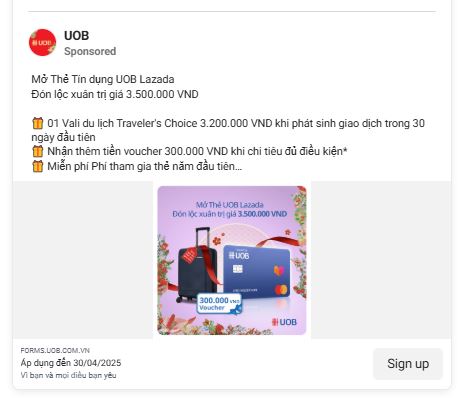 UOB
Sponsored
Mở Thẻ Tín dụng UOB Lazada
Đón lộc xuân trị giá 3.500.000 VND
🎁 01 Vali du lịch Traveler's Choice 3.200.000 VND khi phát sinh giao dịch trong 30
ngày đầu tiên
🎁 Nhận thêm tiền voucher 300.000 VND khi chi tiêu đủ điều kiện*
🎁 Miễn phí Phí tham gia thẻ năm đầu tiên...
Mở Thẻ UOB Lazada
Đón lộc xuân trị giá 3.500.000 VND
UOB
300.000 VND
Voucher
UOB
FORMS.UOB.COM.VN
Áp dụng đến 30/04/2025
Vì bạn và mọi điều bạn yêu
Sign up